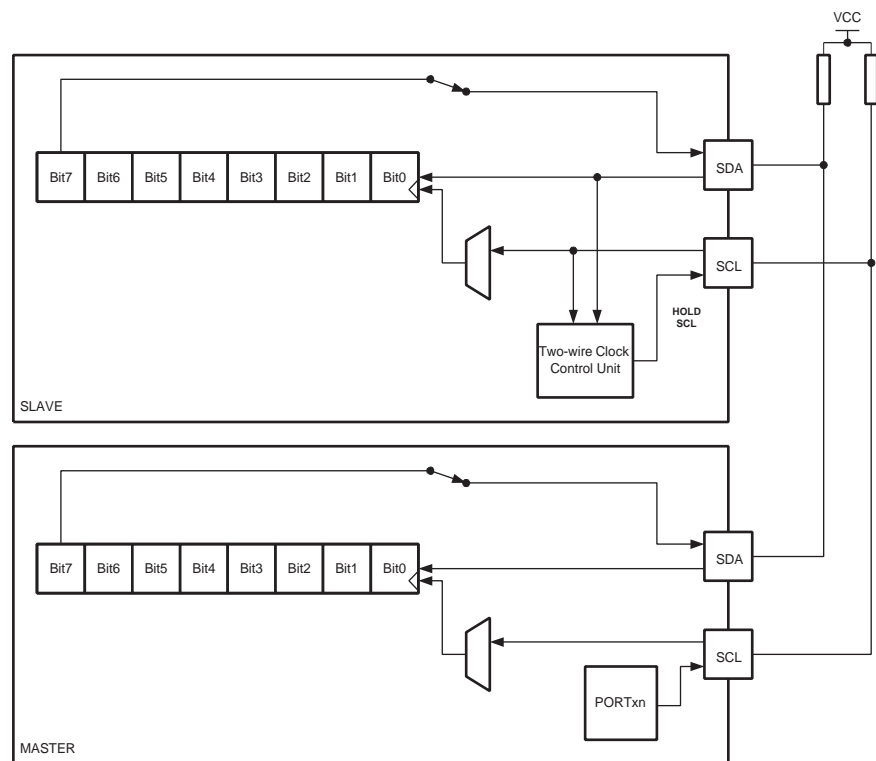 VCC
Bit7 Bit6 Bit5 Bit4 Bit3 Bit2 Bit1 Bit0
SDA
SCL
HOLD
SCL
Two-wire Clock
Control Unit
SLAVE
Bit7 Bit6 Bit5 Bit4 Bit3 Bit2 Bit1 Bit0
SDA
SCL
PORTxn
MASTER